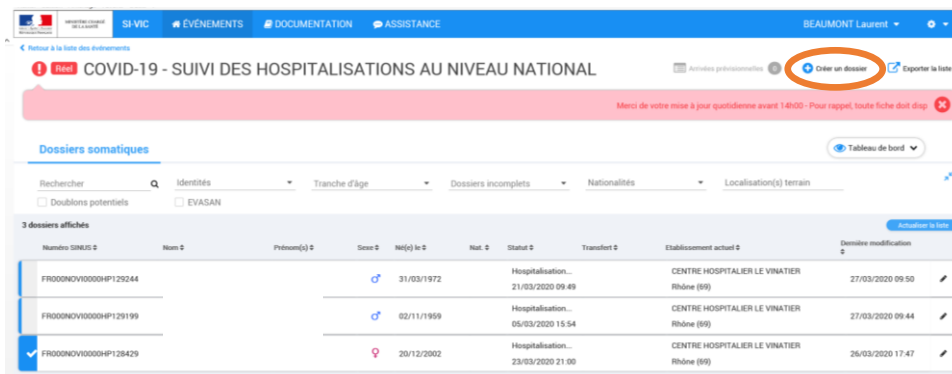 MINISTÈRE CHARGÉ
DE LA SANTÉ
SI-VIC
ÉVÉNEMENTS
DOCUMENTATION
ASSISTANCE
BEAUMONT Laurent
Retour à la liste des événements
Réel COVID-19 - SUIVI DES HOSPITALISATIONS AU NIVEAU NATIONAL
Arrivées prévisionnelles 0
Créer un dossier
Exporter la liste
Merci de votre mise à jour quotidienne avant 14h00 - Pour rappel, toute fiche doit disp
Dossiers somatiques
Tableau de bord
Rechercher
Identités
Tranche d'âge
Dossiers incomplets
Nationalités
Localisation(s) terrain
Doublons potentiels
EVASAN
3 dossiers affichés
Actualiser la liste
Numéro SINUS Nom Prénom(s) Sexe Né(e) le Nat. Statut Transfert Etablissement actuel Dernière modification
FR000NOVI0000HP129244 ♂ 31/03/1972 Hospitalisation... CENTRE HOSPITALIER LE VINATIER 27/03/2020 09:50
21/03/2020 09:49 Rhône (69)
FR000NOVI0000HP129199 ♂ 02/11/1959 Hospitalisation... CENTRE HOSPITALIER LE VINATIER 27/03/2020 09:44
05/03/2020 15:54 Rhône (69)
FR000NOVI0000HP128429 ♀ 20/12/2002 Hospitalisation... CENTRE HOSPITALIER LE VINATIER 26/03/2020 17:47
23/03/2020 21:00 Rhône (69)